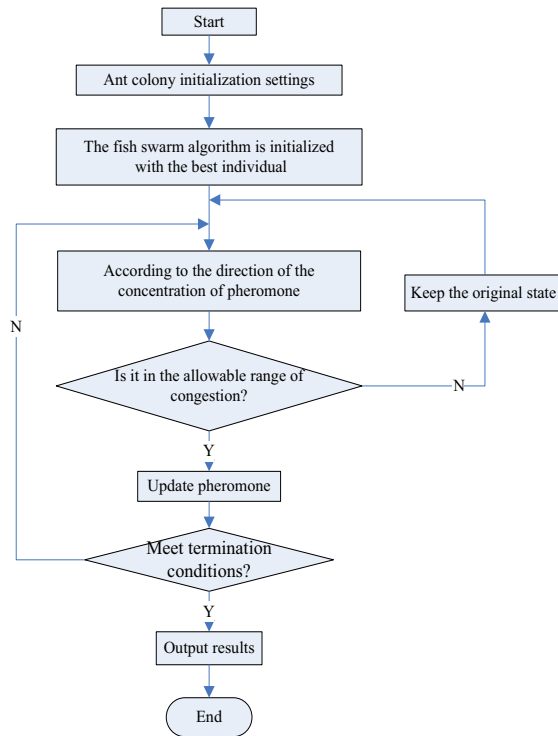 Start
Ant colony initialization settings
The fish swarm algorithm is initialized
with the best individual
According to the direction of the
concentration of pheromone
Keep the original state
N
Is it in the allowable range of
congestion?
N
Y
Update pheromone
Meet termination
conditions?
Y
Output results
End